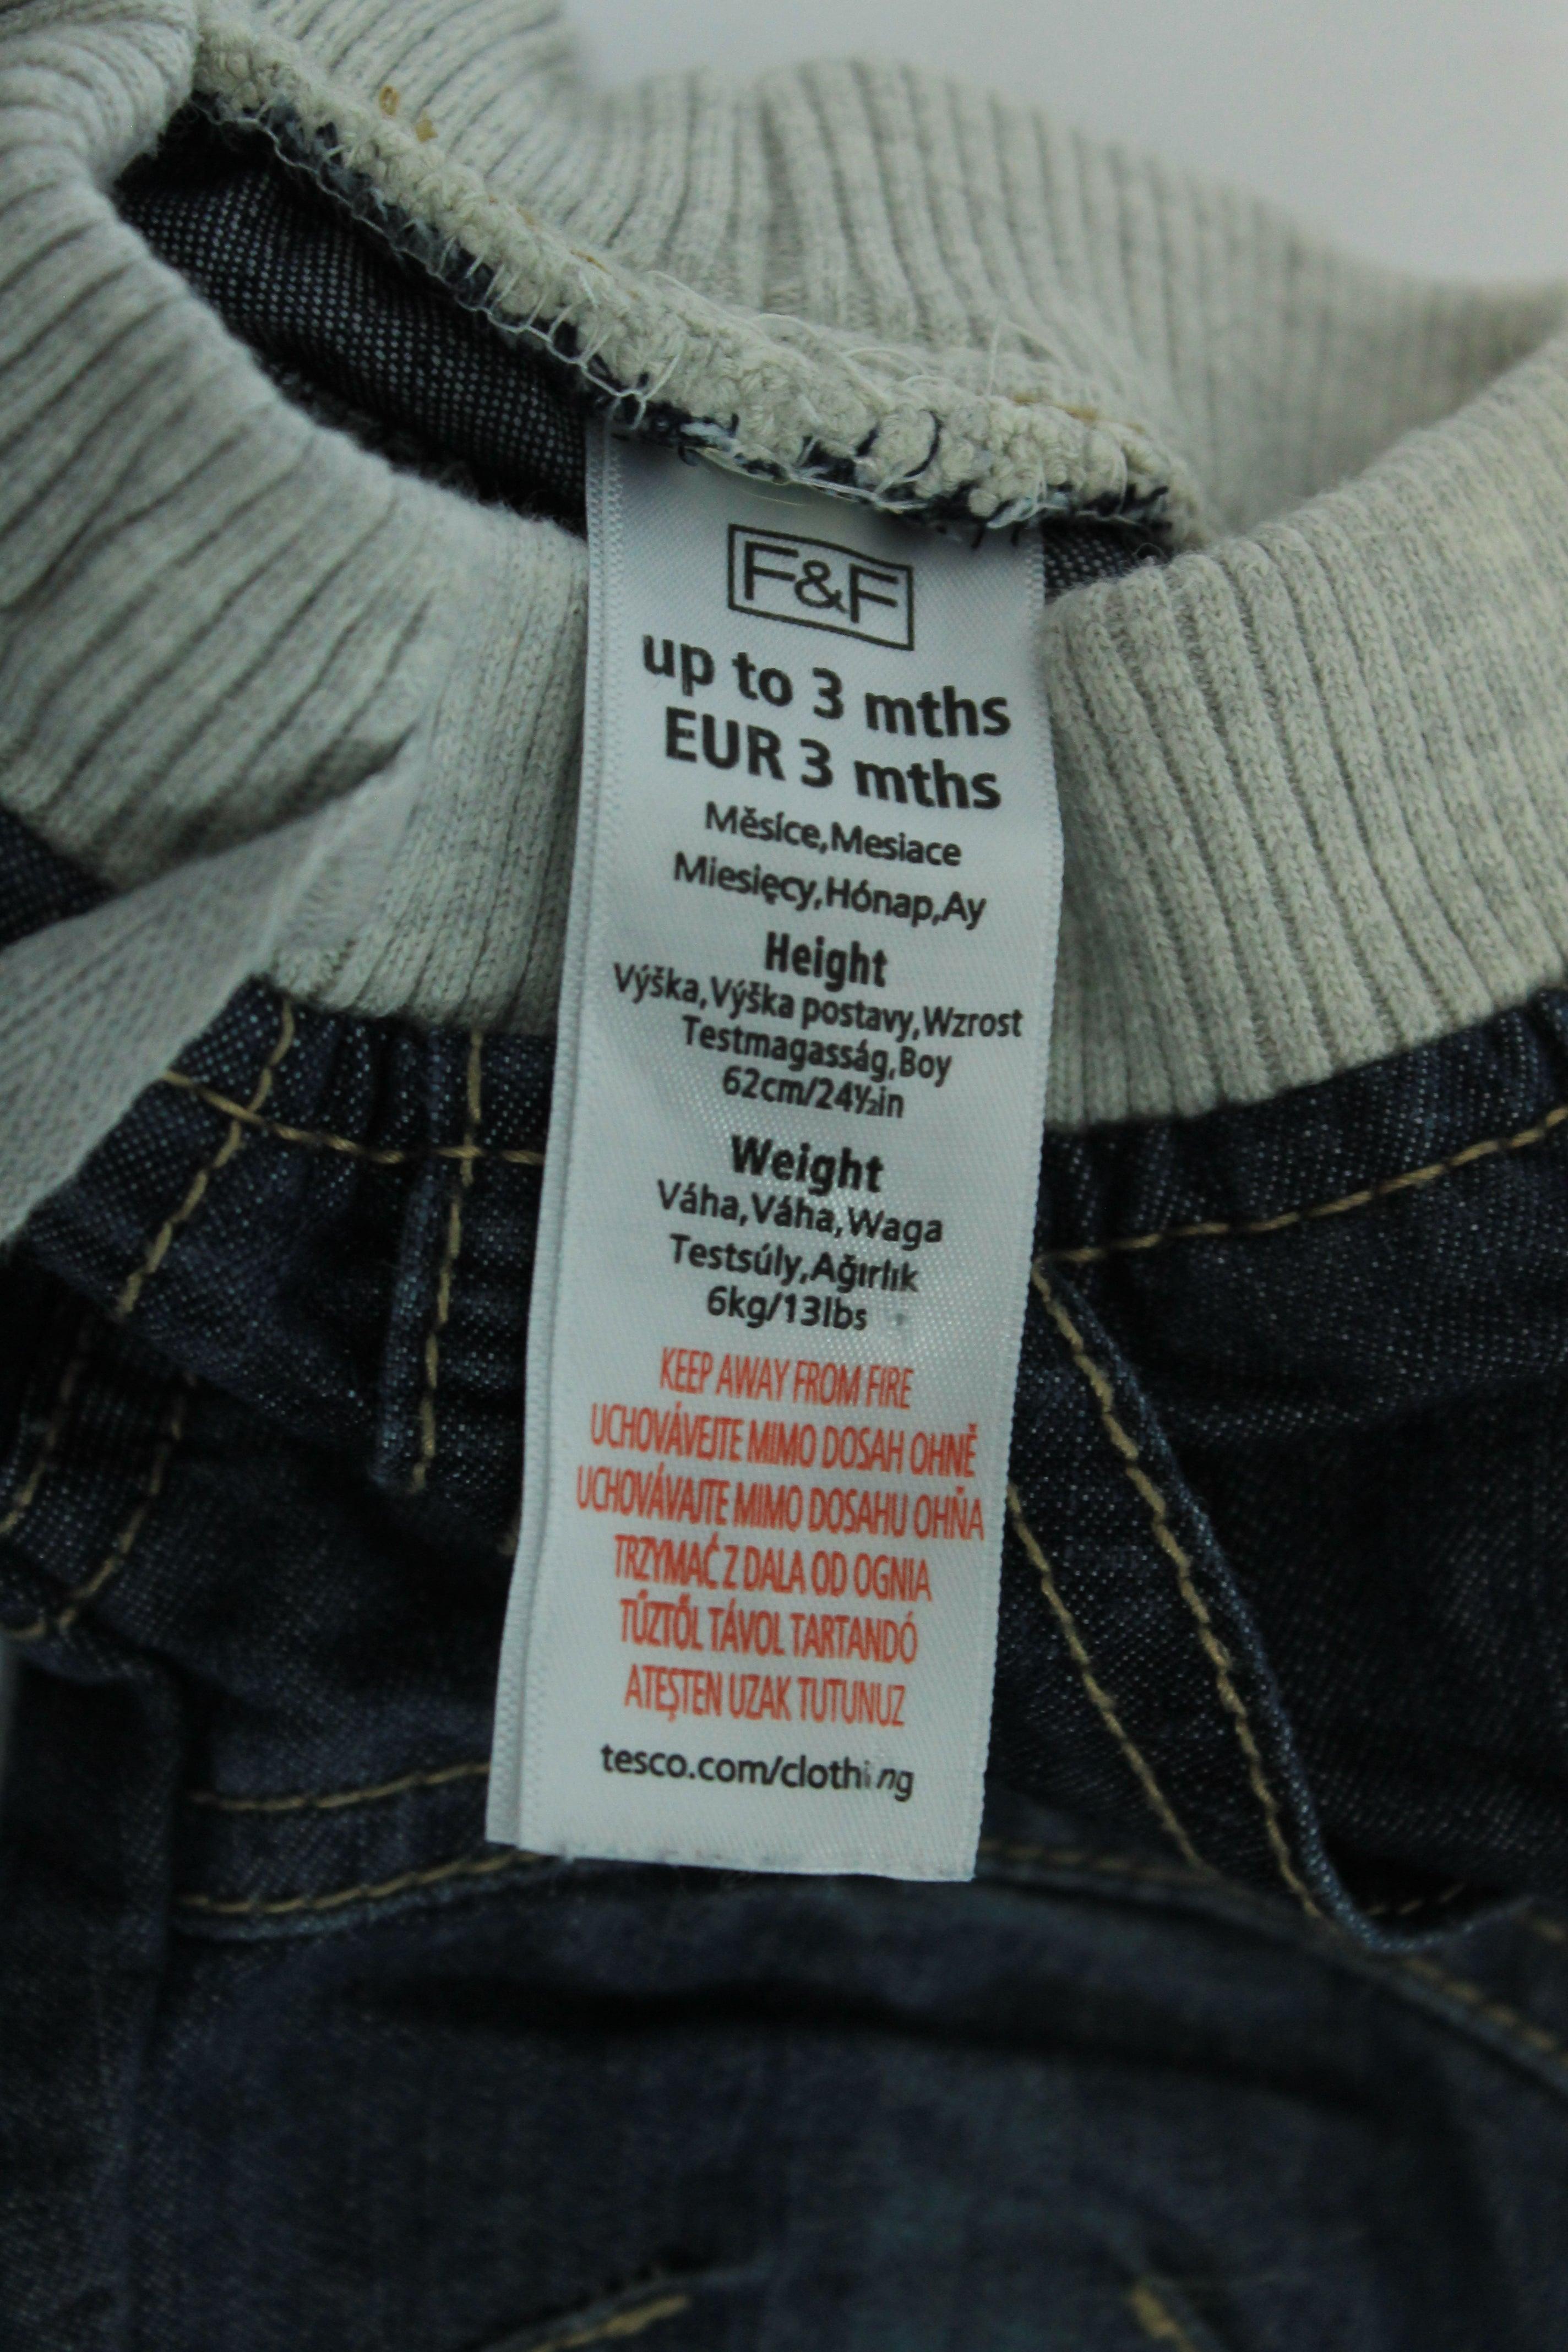 F&F
up to 3 mths
EUR 3 mths
Měsíce,Mesiace
Miesięcy,Hónap,Ay
Height
Výška,Výška postavy,Wzrost
Testmagasság,Boy
62cm/24½in
Weight
Váha,Váha,Waga
Testsúly,Ağırlık
6kg/13lbs
KEEP AWAY FROM FIRE
UCHOVÁVEJTE MIMO DOSAH OHNĚ
UCHOVÁVAJTE MIMO DOSAHU OHŇA
TRZYMAĆ Z DALA OD OGNIA
TŰZTŐL TÁVOL TARTANDÓ
ATEŞTEN UZAK TUTUNUZ
tesco.com/clothing